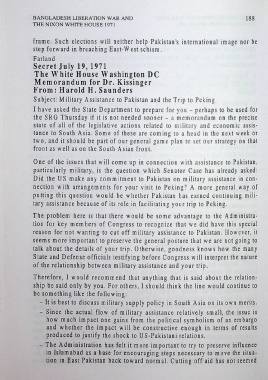 BANGLADESH LIBERATION WAR AND
THE NIXON WHITE HOUSE 1971
188
frame. Such elections will neither help Pakistan's international image nor be
step forward in breaching East-West schism.
Farland
Secret July 19, 1971
The White House Washington DC
Memorandum for Dr. Kissinger
From: Harold H. Saunders
Subject: Military Assistance to Pakistan and the Trip to Peking
I have asked the State Department to prepare for you – perhaps to be used for
the SRG Thursday if it is not needed sooner – a memorandum on the precise
state of all of the legislative actions related to military and economic assis-
tance to South Asia. Some of these are coming to a head in the next week or
two, and it should be part of our general game plan to set our strategy on that
front as well as on the South Asian front.
One of the issues that will come up in connection with assistance to Pakistan,
particularly military, is the question which Senator Case has already asked:
Did the US make any commitment to Pakistan on military assistance in con-
nection with arrangements for your visit to Peking? A more general way of
putting this question would be whether Pakistan has earned continuing mili-
tary assistance because of its role in facilitating your trip to Peking.
The problem here is that there would be some advantage to the Administra-
tion for key members of Congress to recognize that we did have this special
reason for not wanting to cut off military assistance to Pakistan. However, it
seems more important to preserve the general posture that we are not going to
talk about the details of your trip. Otherwise, goodness knows how the many
State and Defense officials testifying before Congress will interpret the nature
of the relationship between military assistance and your trip.
Therefore, I would recommend that anything that is said about the relation-
ship be said only by you. For others, I should think the line would continue to
be something like the following:
– It is best to discuss military supply policy in South Asia on its own merits.
– Since the actual flow of military assistance relatively small, the issue is
how much impact one gains from the political symbolism of an embargo
and whether the impact will be constructive enough in terms of results
produced to justify the shock to US-Pakistani relations.
– The Administration has felt it more important to try to preserve influence
in Islamabad as a base for encouraging steps necessary to move the situa-
tion in East Pakistan back toward normal. Cutting off aid has not seemed